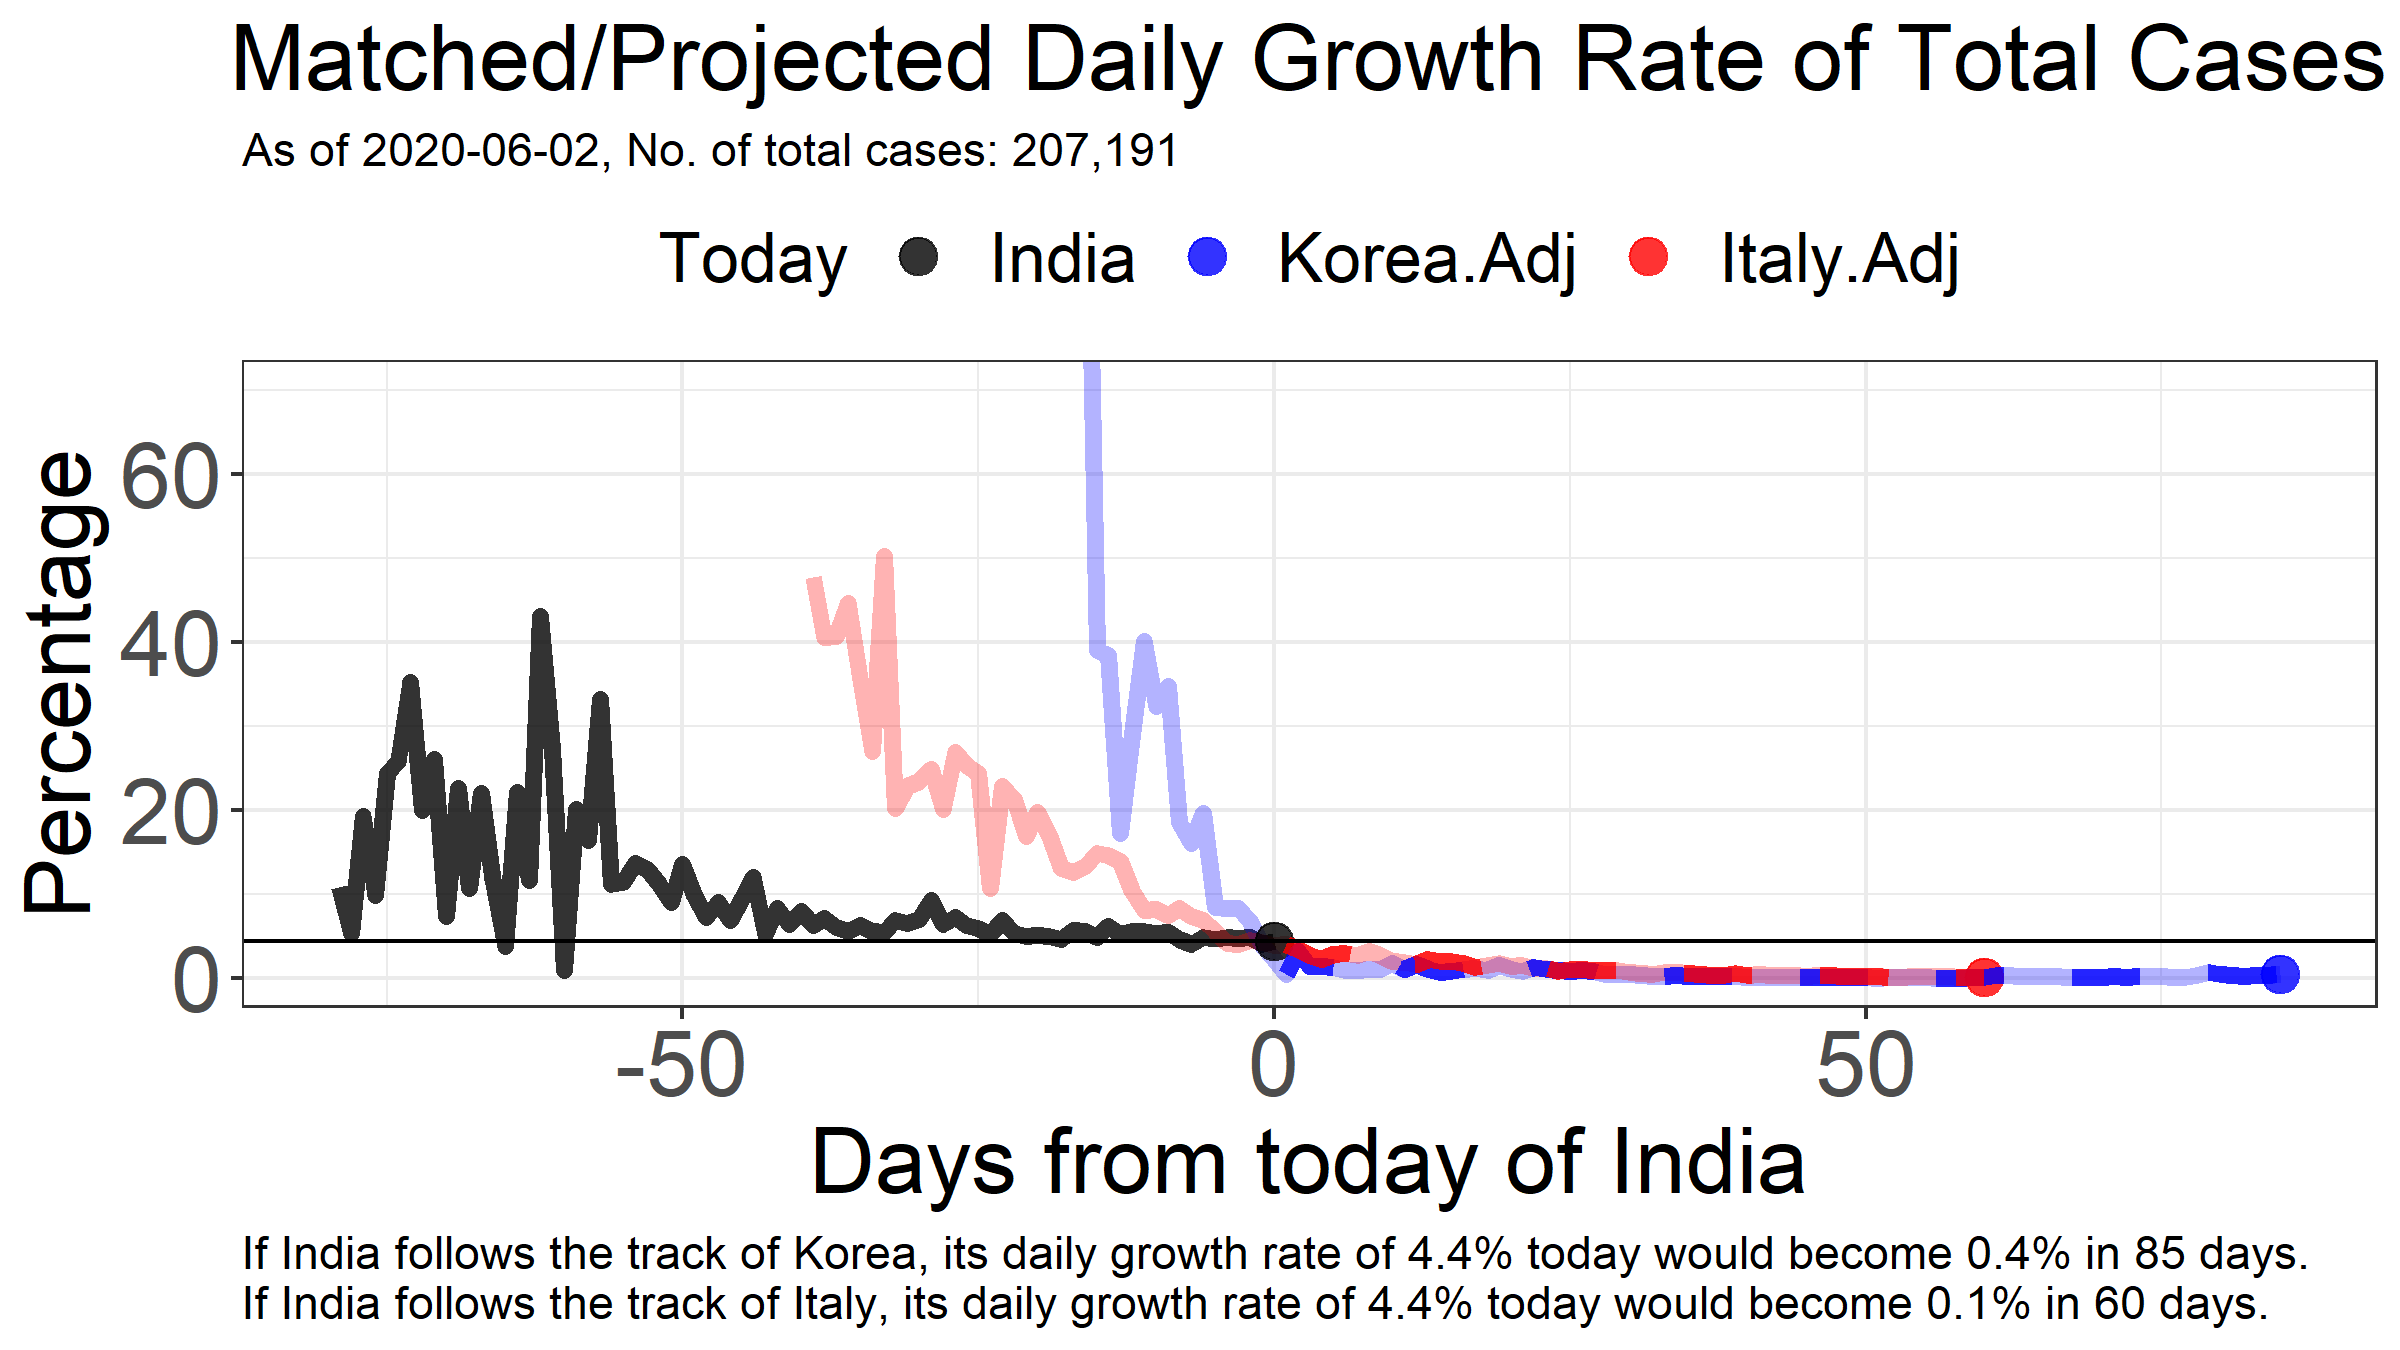 Matched/Projected Daily Growth Rate of Total Cases
As of 2020-06-02, No. of total cases: 207,191
Today India Korea.Adj Italy.Adj
Percentage
60
40
20
0
-50 0 50
Days from today of India
If India follows the track of Korea, its daily growth rate of 4.4% today would become 0.4% in 85 days.
If India follows the track of Italy, its daily growth rate of 4.4% today would become 0.1% in 60 days.